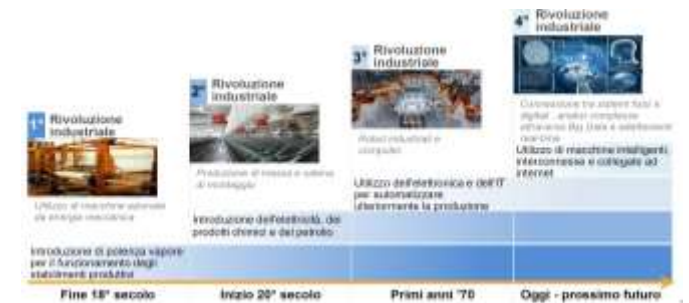 1ª Rivoluzione
industriale
Utilizzo di macchine azionate
da energia meccanica
Introduzione di potenza vapore
per il funzionamento degli
stabilimenti produttivi
Fine 18° secolo
2ª Rivoluzione
industriale
Produzione di massa e catena
di montaggio
Introduzione dell'elettricità, dei
prodotti chimici e del petrolio
Inizio 20° secolo
3ª Rivoluzione
industriale
Robot industriali e
computer
Utilizzo dell'elettronica e dell'IT
per automatizzare
ulteriormente la produzione
Primi anni '70
4ª Rivoluzione
industriale
Connessione tra sistemi fisici e
digitali, analisi complesse
attraverso Big Data e adattamenti
real-time
Utilizzo di macchine intelligenti
interconnesse e collegate ad
internet
Oggi - prossimo futuro